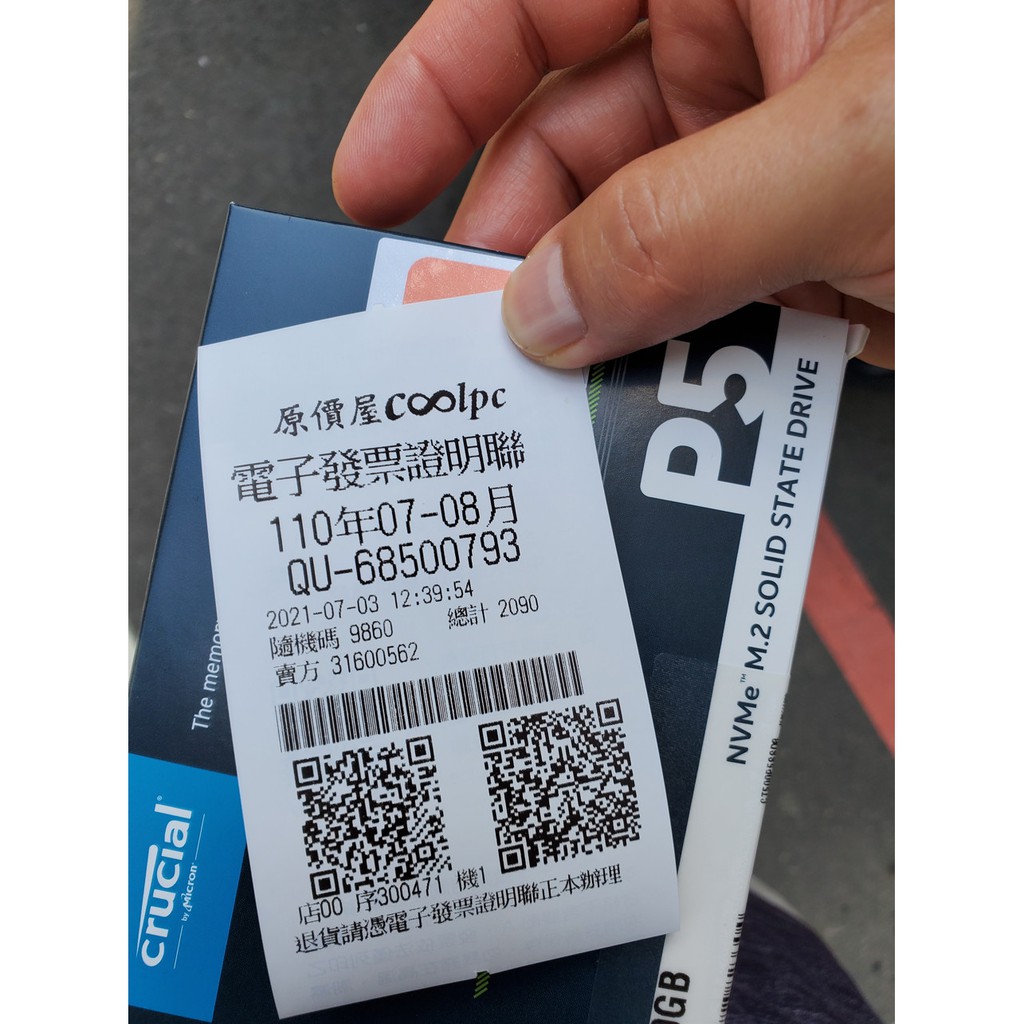 原價屋coolpc
電子發票證明聯
110年07-08月
QU-68500793
2021-07-03 12:39:54
隨機碼 9860 總計 2090
賣方 31600562
店00 序300471 機1
退貨請憑電子發票證明聯正本辦理
P5
NVMe™ M.2 SOLID STATE DRIVE
The
crucial®
by Micron®
GB